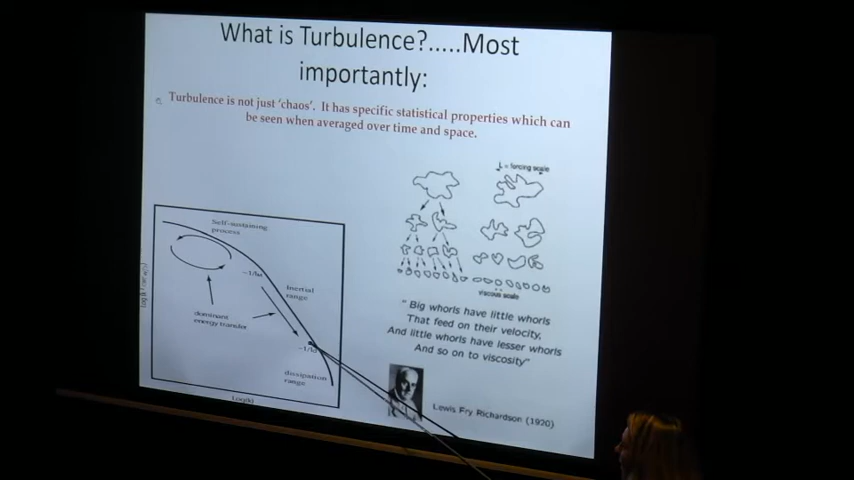 What is Turbulence?.....Most
importantly:
Turbulence is not just 'chaos'. It has specific statistical properties which can
be seen when averaged over time and space.
L = forcing scale
viscous scale
Self-sustaining
process
Inertial
range
dominant
energy transfer
dissipation
range
Log(k)
" Big whorls have little whorls
That feed on their velocity,
And little whorls have lesser whorls
And so on to viscosity"
Lewis Fry Richardson (1920)